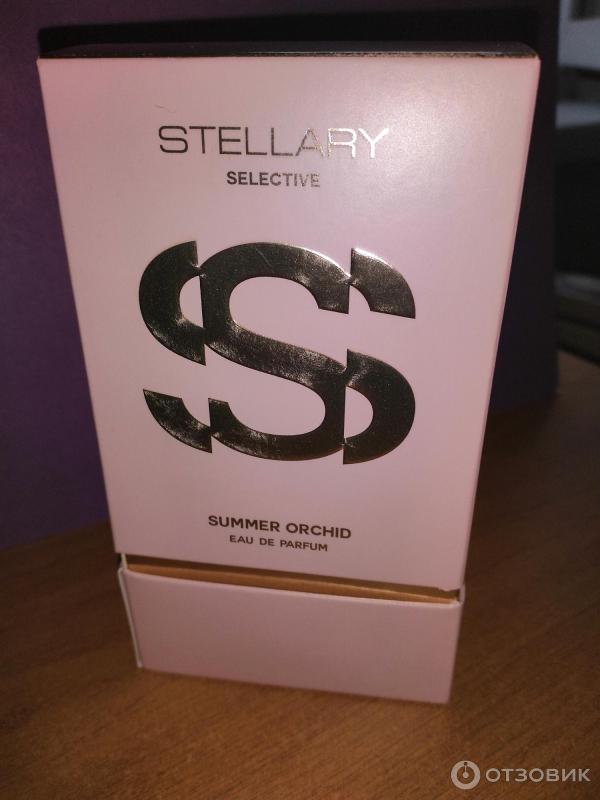 STELLARY
SELECTIVE
S
SUMMER ORCHID
EAU DE PARFUM
ОТЗОВИК